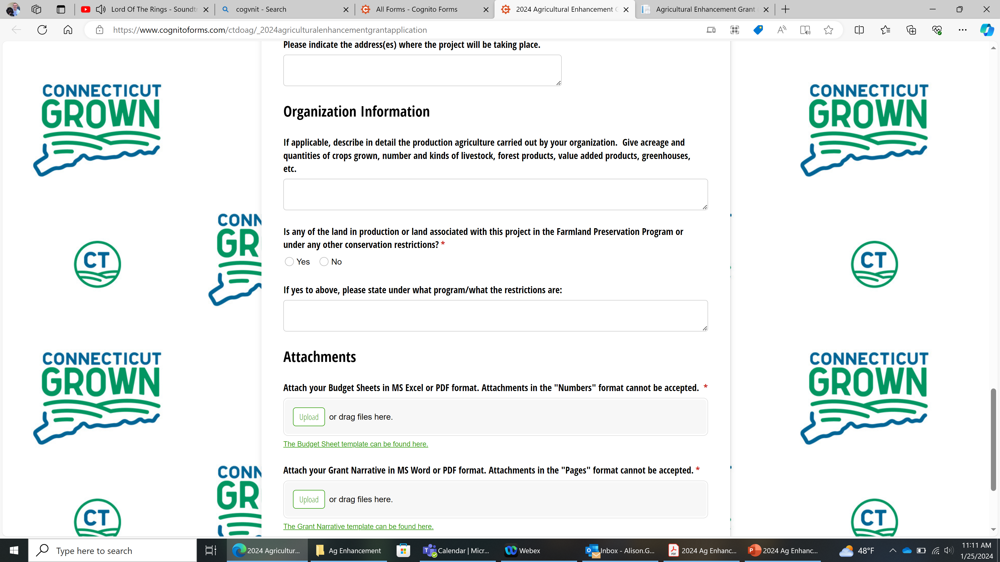 Lord Of The Rings - Soundtr
cogvnit - Search
All Forms - Cognito Forms
2024 Agricultural Enhancement G
Agricultural Enhancement Grant
https://www.cognitoforms.com/ctdoag/_2024agriculturalenhancementgrantapplication
Please indicate the address(es) where the project will be taking place.
CONNECTICUT
GROWN
CONNECTICUT
GROWN
Organization Information
If applicable, describe in detail the production agriculture carried out by your organization.  Give acreage and
quantities of crops grown, number and kinds of livestock, forest products, value added products, greenhouses,
etc.
CONN
GR
Is any of the land in production or land associated with this project in the Farmland Preservation Program or
under any other conservation restrictions? *
CT
CT
Yes No
If yes to above, please state under what program/what the restrictions are:
CONNECTICUT
GROWN
CONNECTICUT
GROWN
Attachments
Attach your Budget Sheets in MS Excel or PDF format. Attachments in the "Numbers" format cannot be accepted. *
Upload or drag files here.
The Budget Sheet template can be found here.
CONN
GR
Attach your Grant Narrative in MS Word or PDF format. Attachments in the "Pages" format cannot be accepted. *
Upload or drag files here.
CT
CT
The Grant Narrative template can be found here.
Type here to search
2024 Agricultur...
Ag Enhancement
Calendar | Micr...
Webex
Inbox - Alison.G...
2024 Ag Enhanc...
2024 Ag Enhanc...
48°F
11:11 AM
1/25/2024